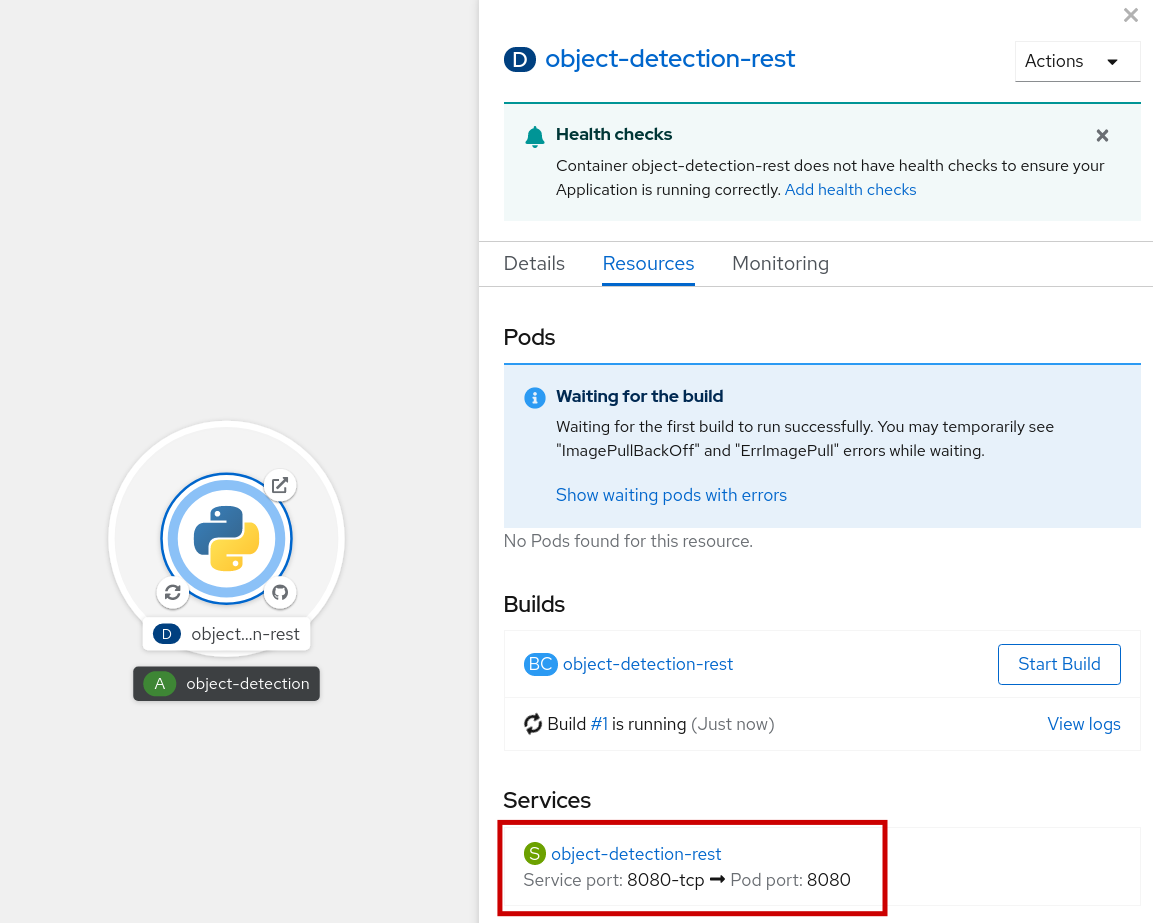 D object-detection-rest
Actions
Health checks
Container object-detection-rest does not have health checks to ensure your
Application is running correctly. Add health checks
Details Resources Monitoring
Pods
Waiting for the build
Waiting for the first build to run successfully. You may temporarily see
"ImagePullBackOff" and "ErrImagePull" errors while waiting.
Show waiting pods with errors
No Pods found for this resource.
Builds
BC object-detection-rest Start Build
Build #1 is running (Just now) View logs
Services
S object-detection-rest
Service port: 8080-tcp ➞ Pod port: 8080
D object...n-rest
A object-detection